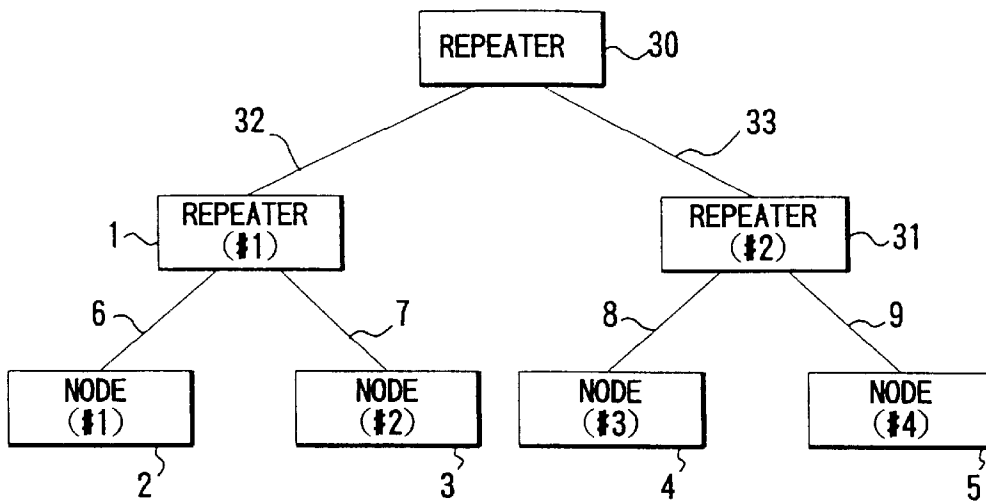 REPEATER
30
32
33
REPEATER
(#1)
1
REPEATER
(#2)
31
6
7
8
9
NODE
(#1)
NODE
(#2)
NODE
(#3)
NODE
(#4)
2
3
4
5